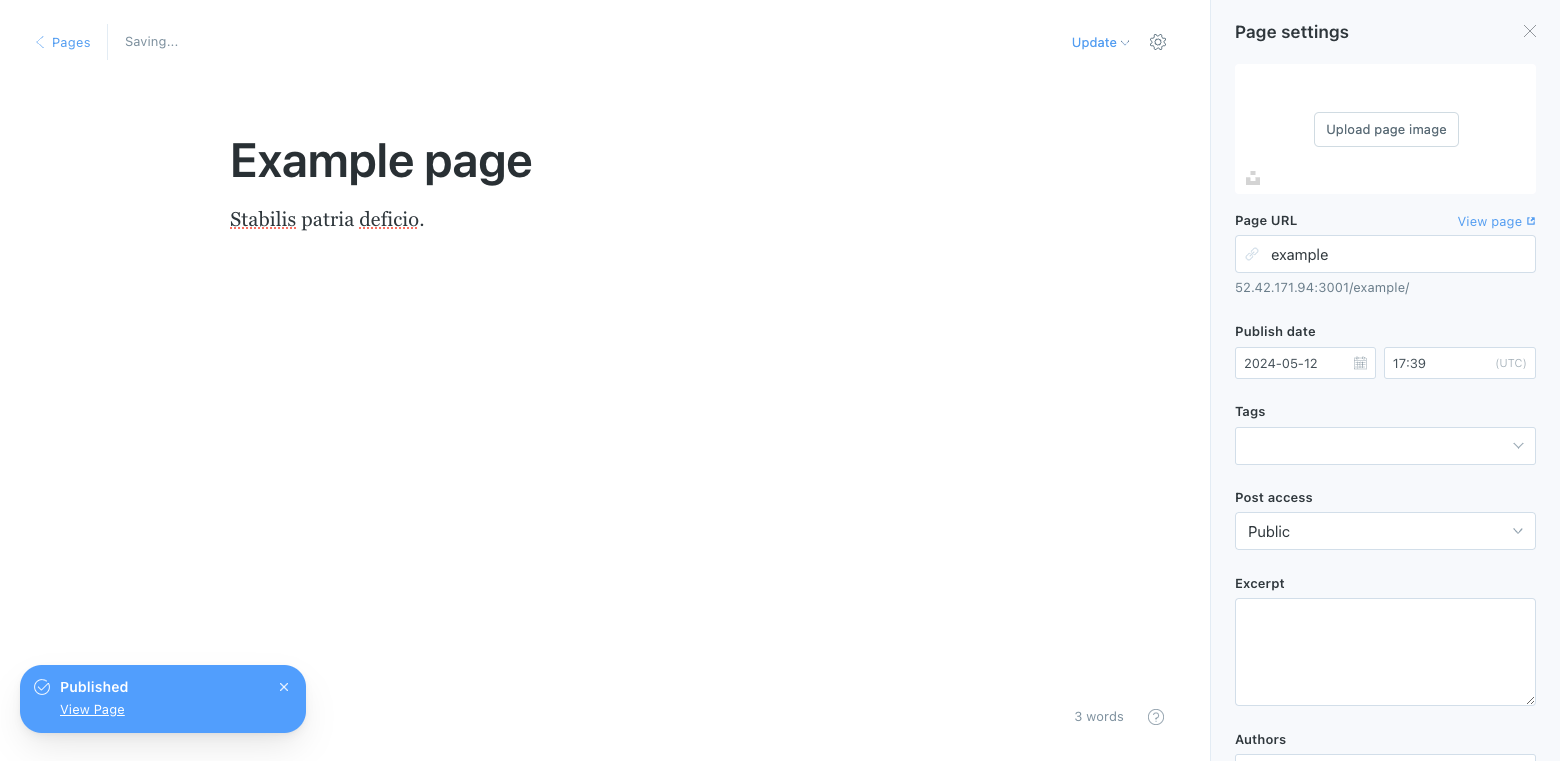 Pages
Saving...
Update
Page settings
Upload page image
Example page
Stabilis patria deficio.
Page URL
View page
example
52.42.171.94:3001/example/
Publish date
2024-05-12
17:39
(UTC)
Tags
Post access
Public
Excerpt
Published
View Page
3 words
?
Authors